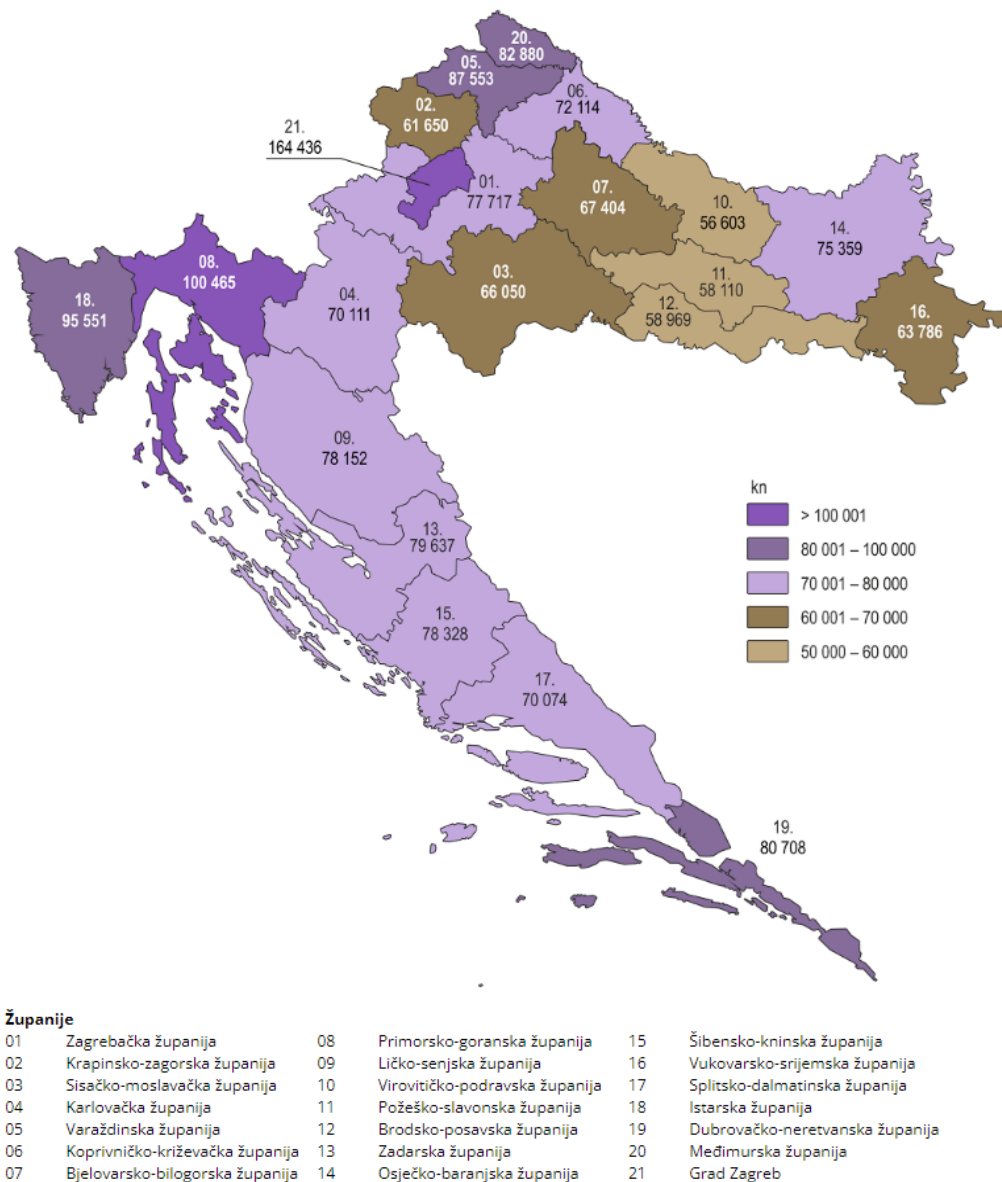 20.
82 880
05.
87 553
06.
72 114
02.
61 650
21.
164 436
01.
77 717
07.
67 404
10.
56 603
14.
75 359
08.
100 465
03.
66 050
11.
58 110
18.
95 551
04.
70 111
12.
58 969
16.
63 786
09.
78 152
kn
> 100 001
80 001 – 100 000
70 001 – 80 000
60 001 – 70 000
50 000 – 60 000
13.
79 637
15.
78 328
17.
70 074
19.
80 708
Županije
01 Zagrebačka županija
02 Krapinsko-zagorska županija
03 Sisačko-moslavačka županija
04 Karlovačka županija
05 Varaždinska županija
06 Koprivničko-križevačka županija
07 Bjelovarsko-bilogorska županija
08 Primorsko-goranska županija
09 Ličko-senjska županija
10 Virovitičko-podravska županija
11 Požeško-slavonska županija
12 Brodsko-posavska županija
13 Zadarska županija
14 Osječko-baranjska županija
15 Šibensko-kninska županija
16 Vukovarsko-srijemska županija
17 Splitsko-dalmatinska županija
18 Istarska županija
19 Dubrovačko-neretvanska županija
20 Međimurska županija
21 Grad Zagreb